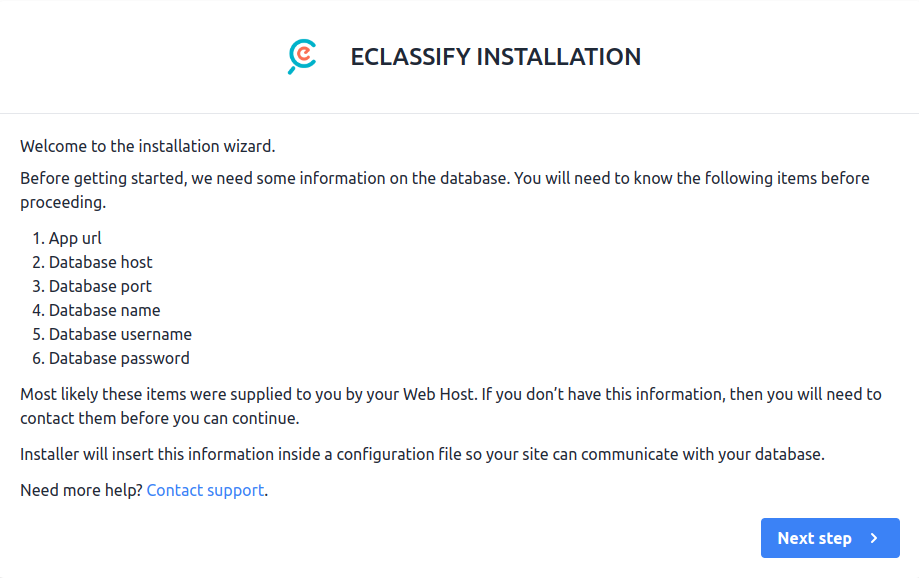 ECLASSIFY INSTALLATION
Welcome to the installation wizard.
Before getting started, we need some information on the database. You will need to know the following items before
proceeding.
1. App url
2. Database host
3. Database port
4. Database name
5. Database username
6. Database password
Most likely these items were supplied to you by your Web Host. If you don’t have this information, then you will need to
contact them before you can continue.
Installer will insert this information inside a configuration file so your site can communicate with your database.
Need more help? Contact support.
Next step